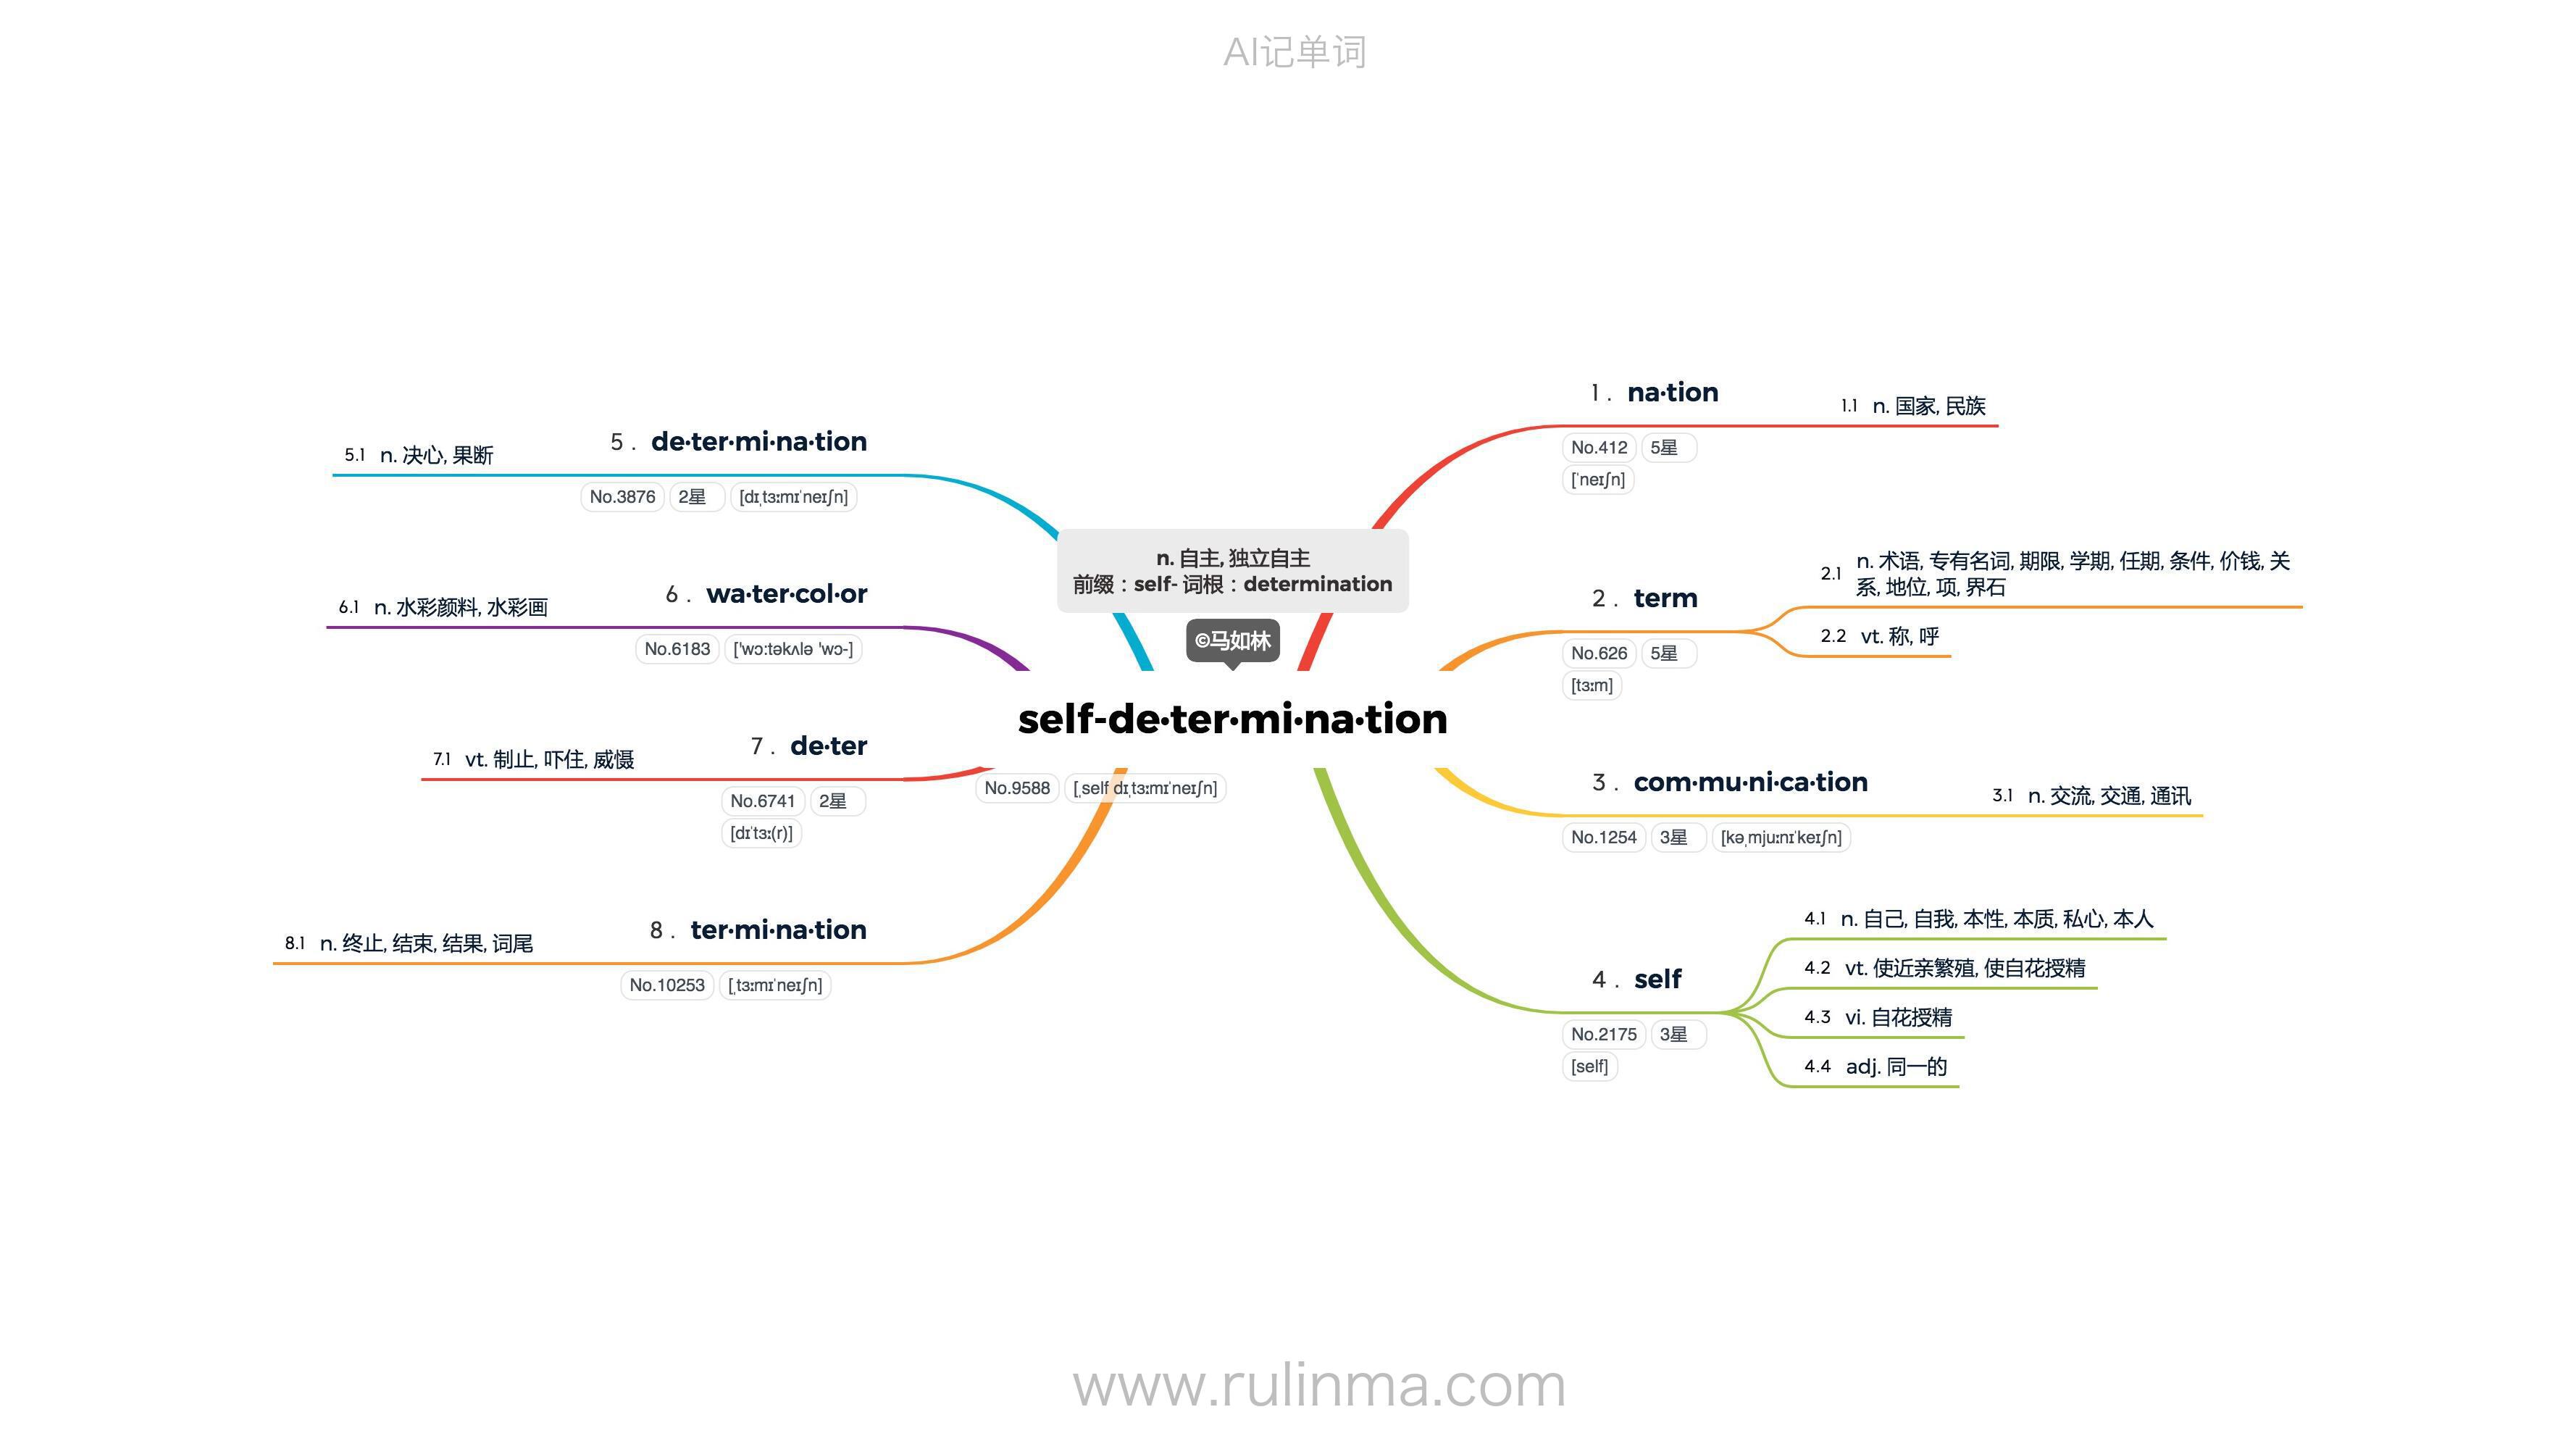 AI记单词
n. 自主, 独立自主
前缀：self- 词根：determination
©马如林
self-de·ter·mi·na·tion
No.9588 [ˌself dɪˌtɜːmɪˈneɪʃn]
1 . na·tion
No.412 5星
[ˈneɪʃn]
1.1 n. 国家, 民族
2 . term
No.626 5星
[tɜːm]
2.1 n. 术语, 专有名词, 期限, 学期, 任期, 条件, 价钱, 关
系, 地位, 项, 界石
2.2 vt. 称, 呼
3 . com·mu·ni·ca·tion
No.1254 3星 [kəˌmjuːnɪˈkeɪʃn]
3.1 n. 交流, 交通, 通讯
4 . self
No.2175 3星
[self]
4.1 n. 自己, 自我, 本性, 本质, 私心, 本人
4.2 vt. 使近亲繁殖, 使自花授精
4.3 vi. 自花授精
4.4 adj. 同一的
5 . de·ter·mi·na·tion
No.3876 2星 [dɪˌtɜːmɪˈneɪʃn]
5.1 n. 决心, 果断
6 . wa·ter·col·or
No.6183 ['wɔ:təkʌlə 'wɔ-]
6.1 n. 水彩颜料, 水彩画
7 . de·ter
No.6741 2星
[dɪˈtɜː(r)]
7.1 vt. 制止, 吓住, 威慑
8 . ter·mi·na·tion
No.10253 [ˌtɜːmɪˈneɪʃn]
8.1 n. 终止, 结束, 结果, 词尾
www.rulinma.com